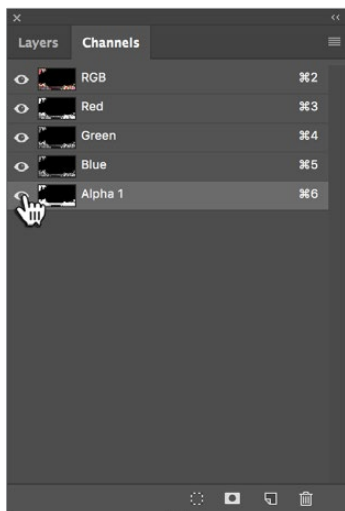 Layers Channels
RGB ⌘2
Red ⌘3
Green ⌘4
Blue ⌘5
Alpha 1 ⌘6